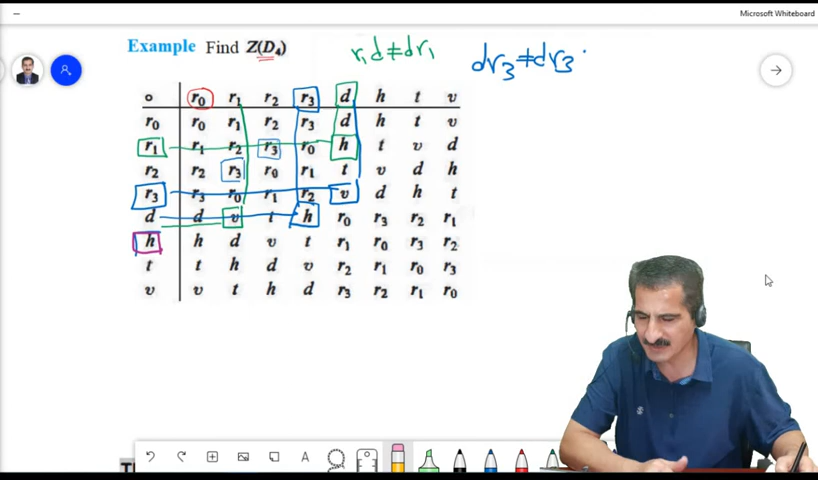 Microsoft Whiteboard
Example Find Z(D₄)
r₁d≠dr₁
dr₃≠dr₃
∘ r₀ r₁ r₂ r₃ d h t v
r₀ r₀ r₁ r₂ r₃ d h t v
r₁ r₁ r₂ r₃ r₀ h t v d
r₂ r₂ r₃ r₀ r₁ t v d h
r₃ r₃ r₀ r₁ r₂ v d h t
d d v t h r₀ r₃ r₂ r₁
h h d v t r₁ r₀ r₃ r₂
t t h d v r₂ r₁ r₀ r₃
v v t h d r₃ r₂ r₁ r₀
A